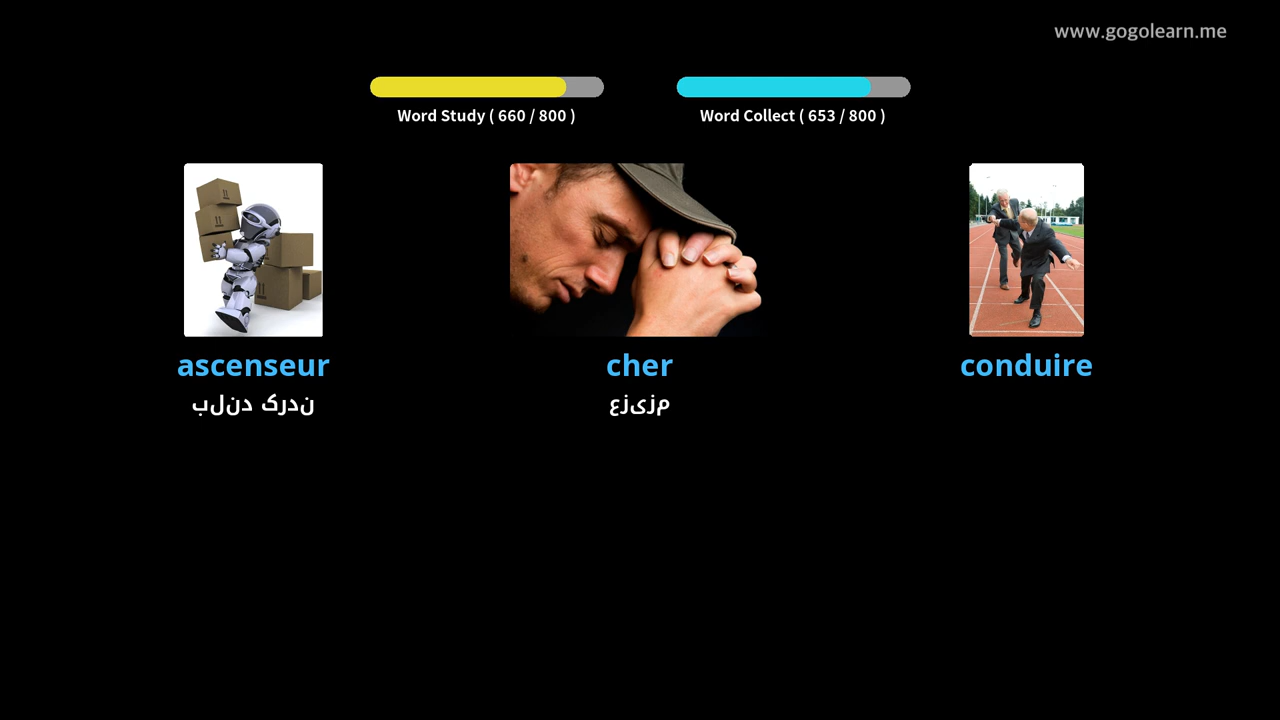 www.gogolearn.me
Word Study ( 660 / 800 )
Word Collect ( 653 / 800 )
ascenseur
cher
conduire
بلند کردن
عزیزم